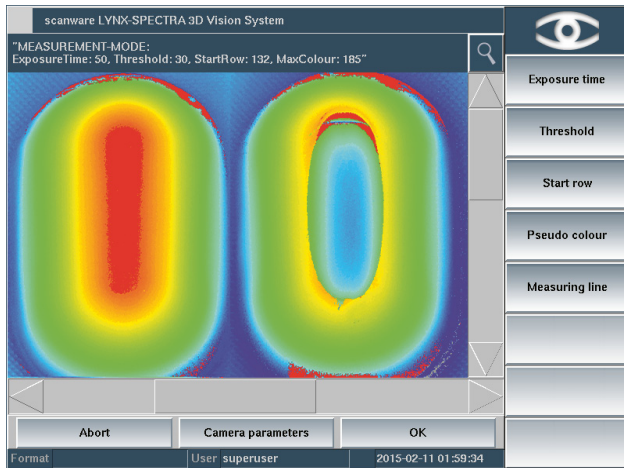 scanware LYNX-SPECTRA 3D Vision System
"MEASUREMENT-MODE:
ExposureTime: 50, Threshold: 30, StartRow: 132, MaxColour: 185"
Exposure time
Threshold
Start row
Pseudo colour
Measuring line
Abort
Camera parameters
OK
Format
User superuser
2015-02-11 01:59:34